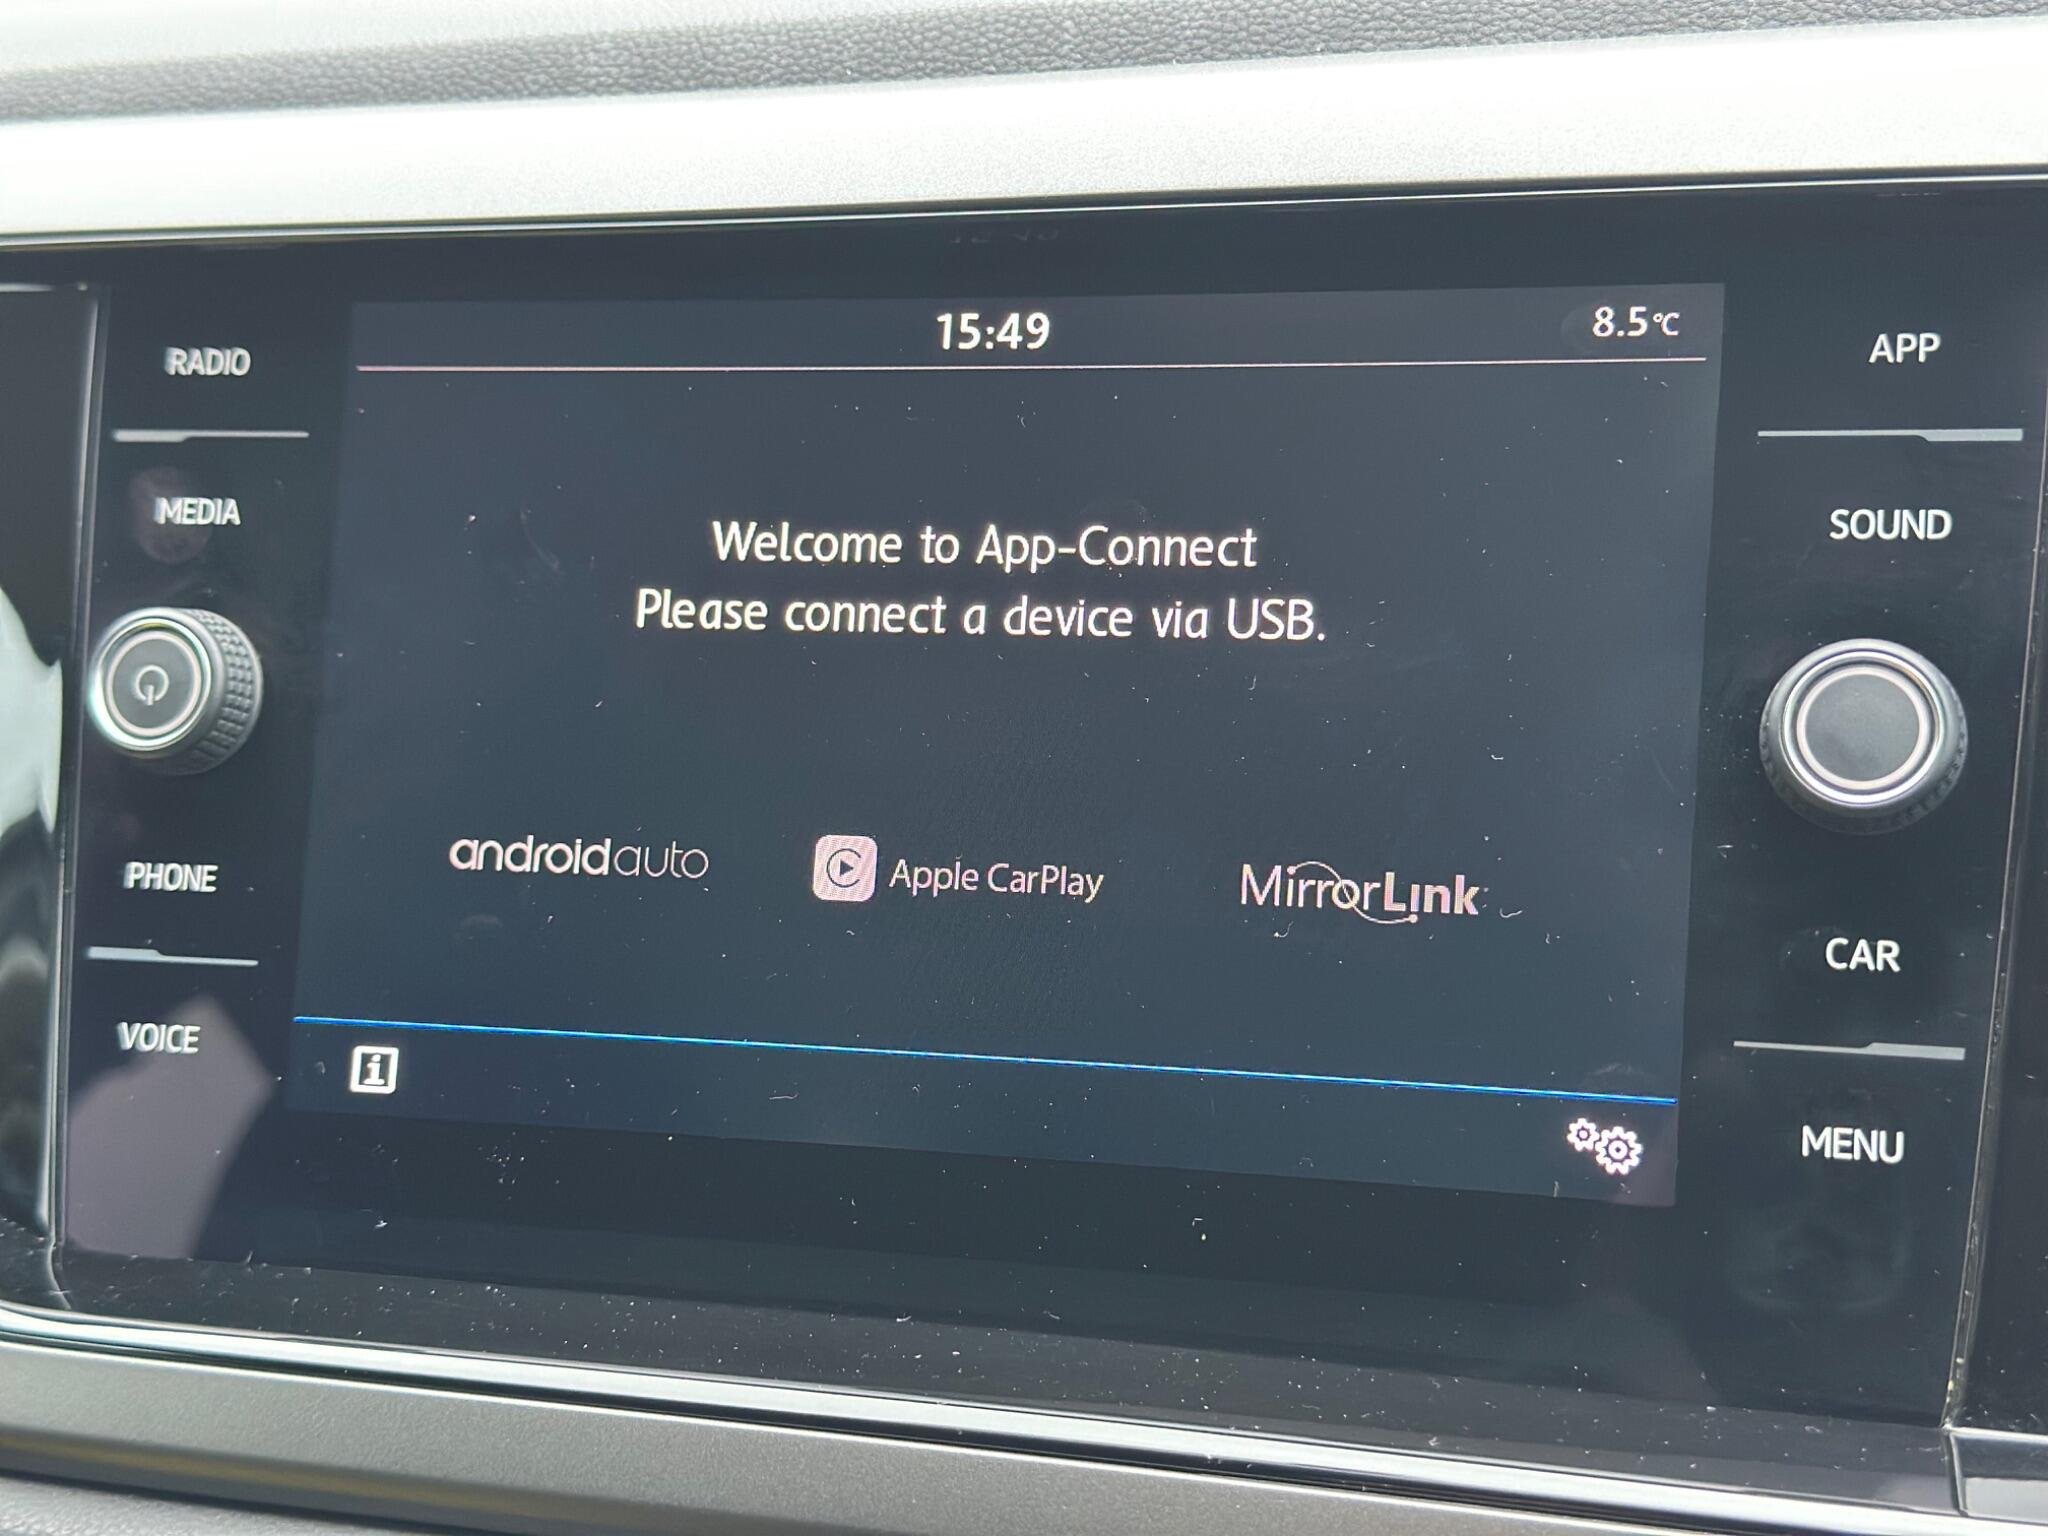 15:49
8.5°C
RADIO
APP
MEDIA
SOUND
Welcome to App-Connect
Please connect a device via USB.
androidauto
Apple CarPlay
MirrorLink
PHONE
CAR
VOICE
i
MENU